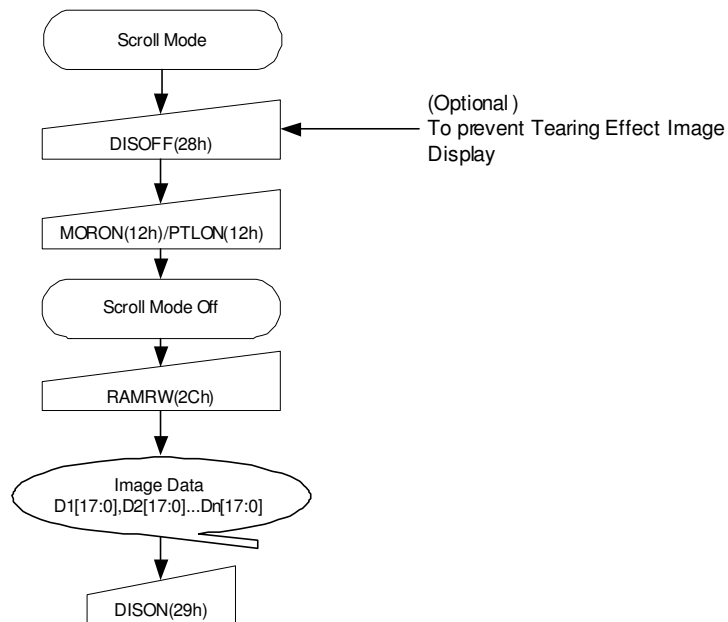 Scroll Mode
(Optional )
To prevent Tearing Effect Image
Display
DISOFF(28h)
MORON(12h)/PTLON(12h)
Scroll Mode Off
RAMRW(2Ch)
Image Data
D1[17:0],D2[17:0]...Dn[17:0]
DISON(29h)